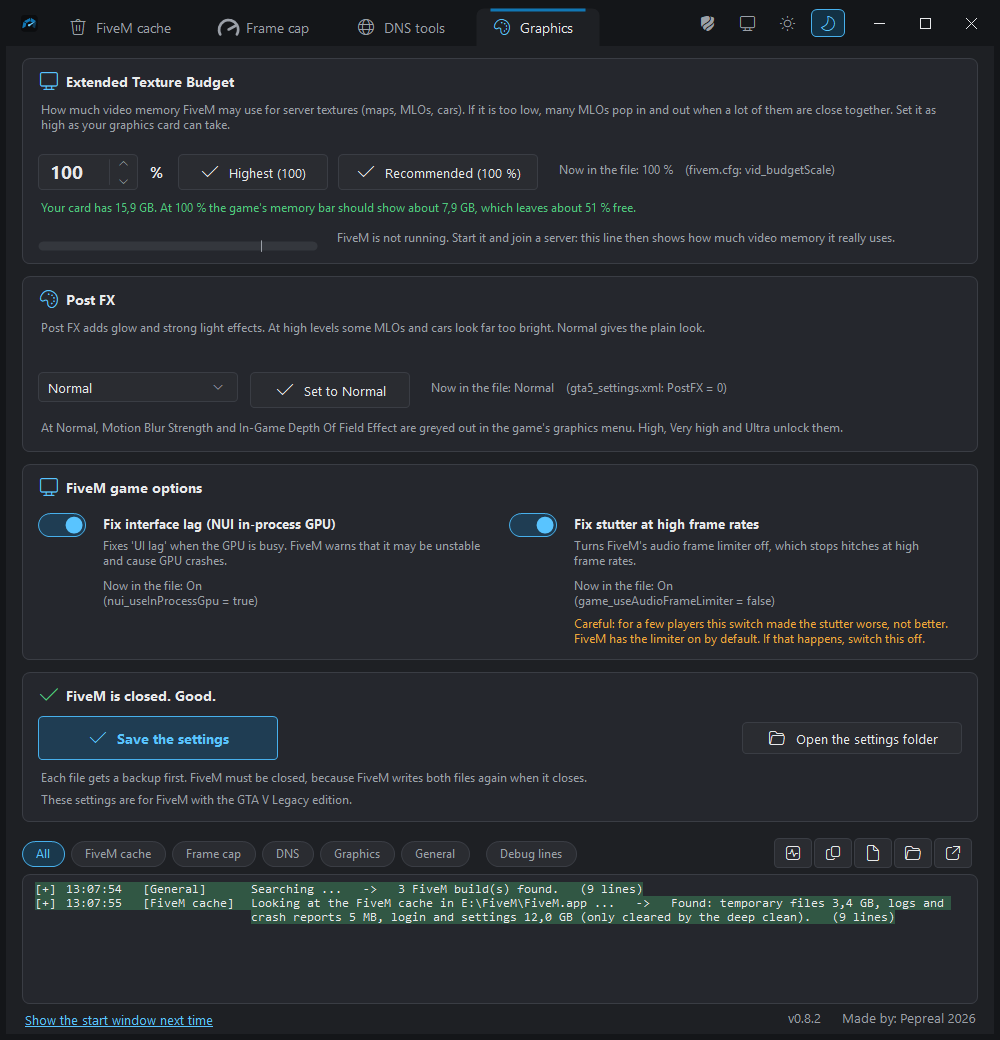 FiveM cache
Frame cap
DNS tools
Graphics
Extended Texture Budget
How much video memory FiveM may use for server textures (maps, MLOs, cars). If it is too low, many MLOs pop in and out when a lot of them are close together. Set it as
high as your graphics card can take.
100 % Highest (100) Recommended (100 %) Now in the file: 100 % (fivem.cfg: vid_budgetScale)
Your card has 15,9 GB. At 100 % the game's memory bar should show about 7,9 GB, which leaves about 51 % free.
FiveM is not running. Start it and join a server: this line then shows how much video memory it really uses.
Post FX
Post FX adds glow and strong light effects. At high levels some MLOs and cars look far too bright. Normal gives the plain look.
Normal Set to Normal Now in the file: Normal (gta5_settings.xml: PostFX = 0)
At Normal, Motion Blur Strength and In-Game Depth Of Field Effect are greyed out in the game's graphics menu. High, Very high and Ultra unlock them.
FiveM game options
Fix interface lag (NUI in-process GPU)
Fixes 'UI lag' when the GPU is busy. FiveM warns that it may be unstable
and cause GPU crashes.
Now in the file: On
(nui_useInProcessGpu = true)
Fix stutter at high frame rates
Turns FiveM's audio frame limiter off, which stops hitches at high
frame rates.
Now in the file: On
(game_useAudioFrameLimiter = false)
Careful: for a few players this switch made the stutter worse, not better.
FiveM has the limiter on by default. If that happens, switch this off.
FiveM is closed. Good.
Save the settings
Open the settings folder
Each file gets a backup first. FiveM must be closed, because FiveM writes both files again when it closes.
These settings are for FiveM with the GTA V Legacy edition.
All
FiveM cache
Frame cap
DNS
Graphics
General
Debug lines
[+] 13:07:54 [General] Searching ... -> 3 FiveM build(s) found. (9 lines)
[+] 13:07:55 [FiveM cache] Looking at the FiveM cache in E:\FiveM\FiveM.app ... -> Found: temporary files 3,4 GB, logs and
crash reports 5 MB, login and settings 12,0 GB (only cleared by the deep clean). (9 lines)
Show the start window next time
v0.8.2
Made by: Pepreal 2026